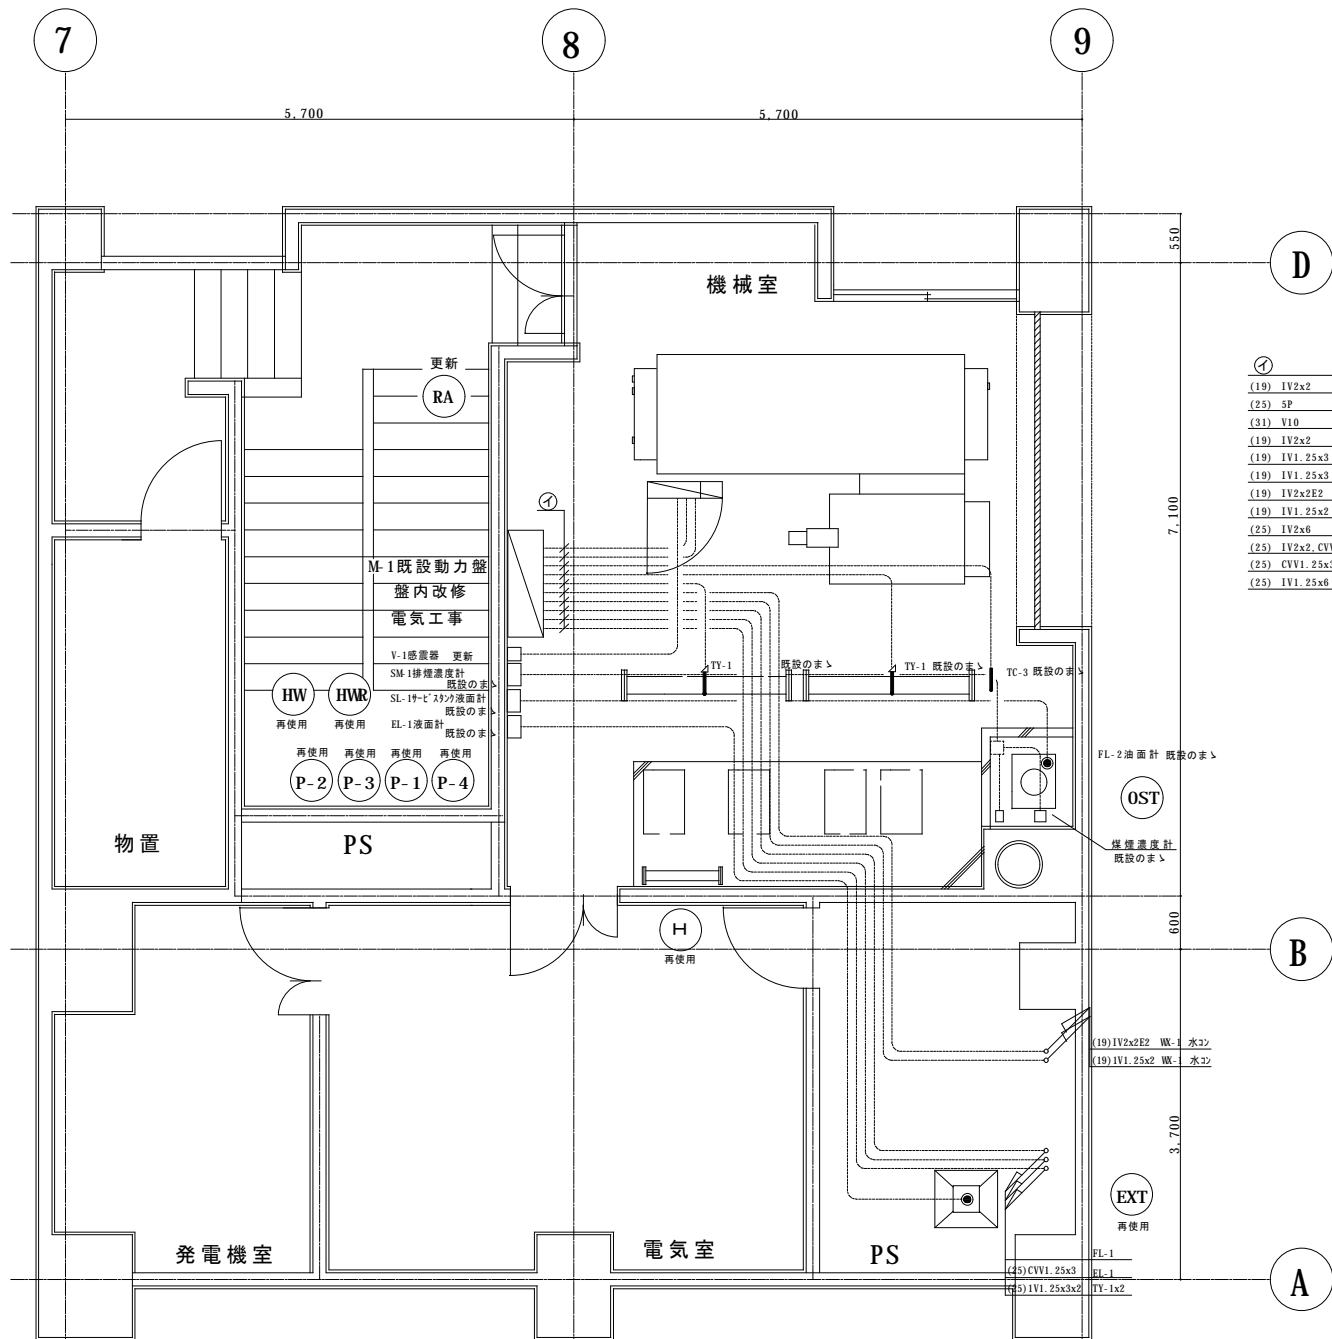 7
8
9
5,700
5,700
550
D
機械室
更新
RA
㋑
(19) IV2x2
(25) 5P
(31) V10
(19) IV2x2
(19) IV1.25x3
(19) IV1.25x3
(19) IV2x2E2
(19) IV1.25x2
(25) IV2x6
(25) IV2x2,CVV
(25) CVV1.25x3
(25) IV1.25x6
㋑
7,100
M-1既設動力盤
盤内改修
電気工事
V-1感震器 更新
SM-1排煙濃度計
既設のまゝ
SL-1サービスタンク液面計
既設のまゝ
EL-1液面計
既設のまゝ
TY-1 既設のまゝ
TY-1 既設のまゝ
TC-3 既設のまゝ
HW
HWR
再使用
再使用
再使用
再使用
再使用
再使用
P-2
P-3
P-1
P-4
FL-2油面計 既設のまゝ
OST
煤煙濃度計
既設のまゝ
物置
PS
H
再使用
600
B
(19)IV2x2E2 WX-1 水コン
(19)1V1.25x2 WX-1 水コン
3,700
EXT
再使用
発電機室
電気室
PS
FL-1
(25)CVV1.25x3 EL-1
(25)1V1.25x3x2 TY-1x2
A